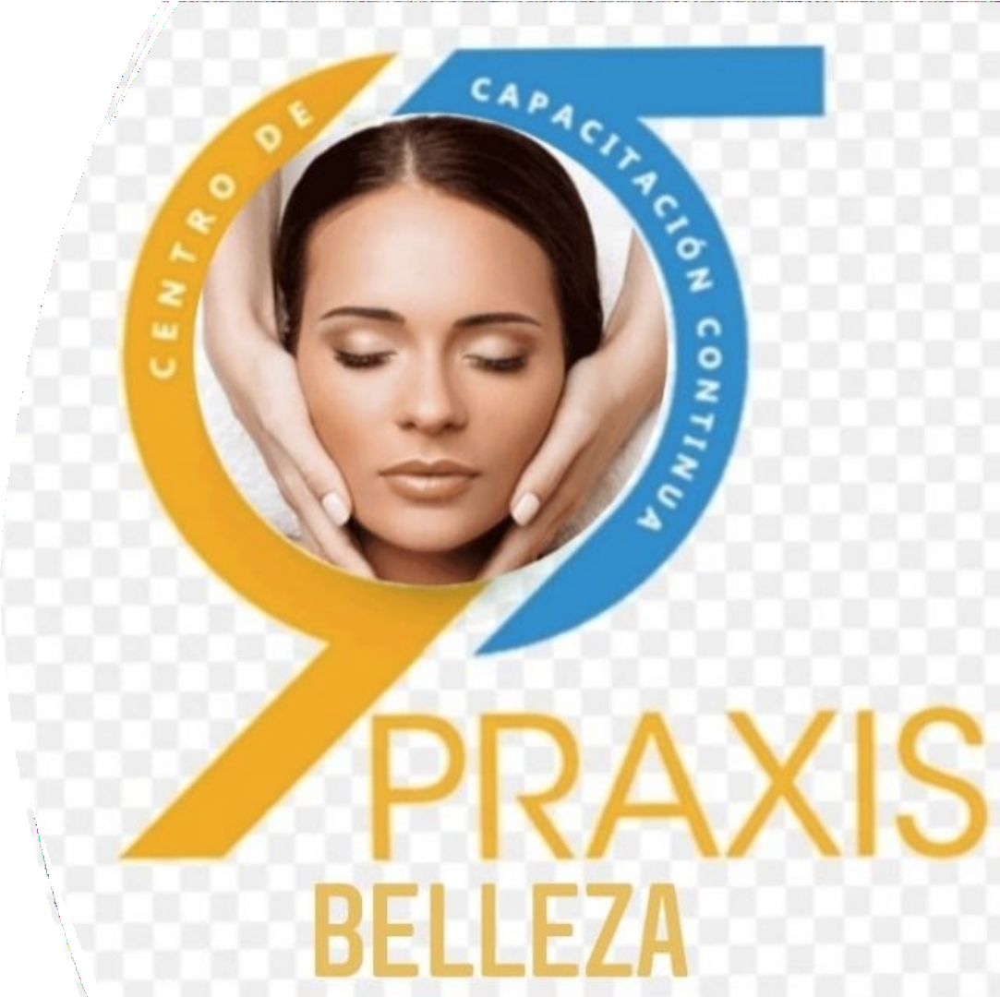 CENTRO DE
CAPACITACIÓN CONTINUA
PRAXIS
BELLEZA